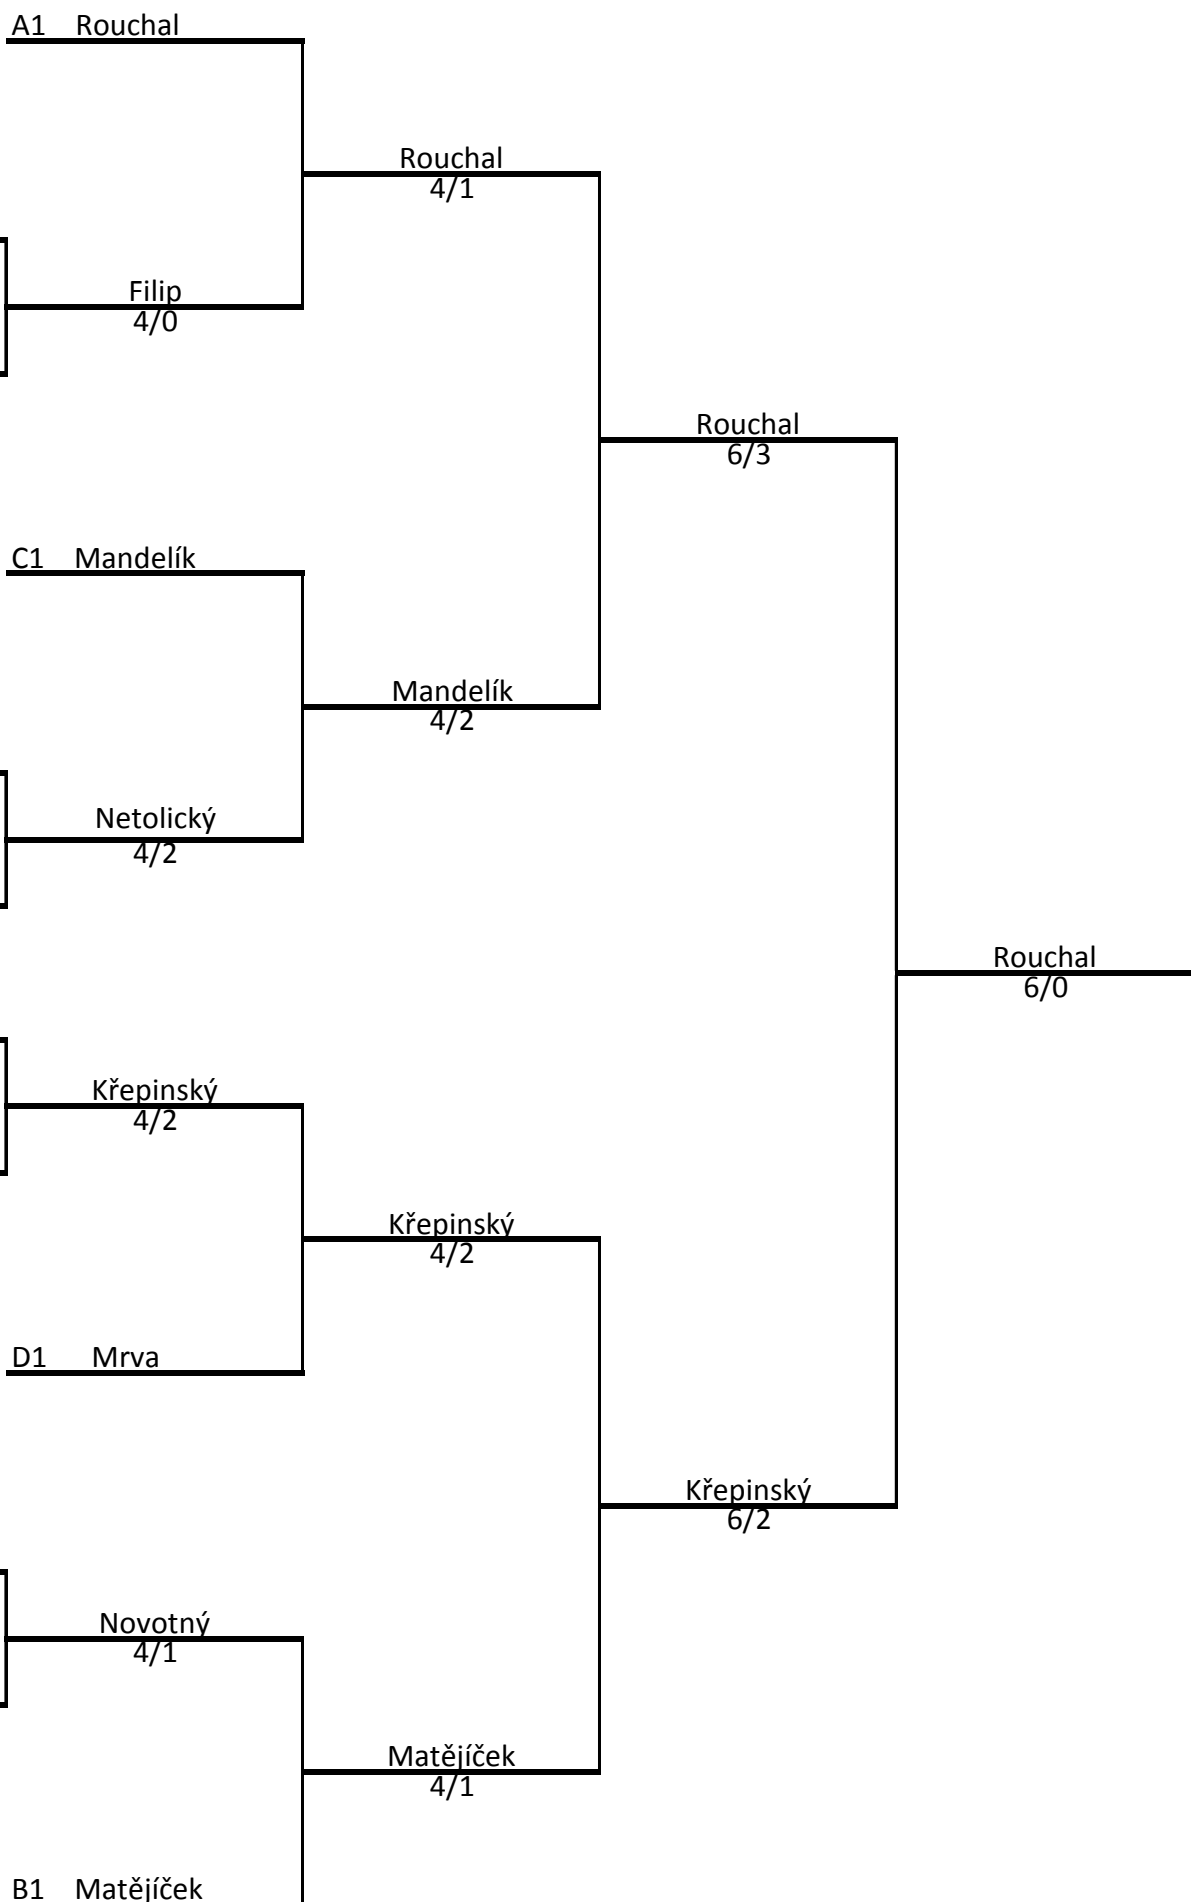 A1 Rouchal
Rouchal
4/1
Filip
4/0
Rouchal
6/3
C1 Mandelík
Mandelík
4/2
Netolický
4/2
Rouchal
6/0
Křepinský
4/2
Křepinský
4/2
D1 Mrva
Křepinský
6/2
Novotný
4/1
Matějíček
4/1
B1 Matějíček